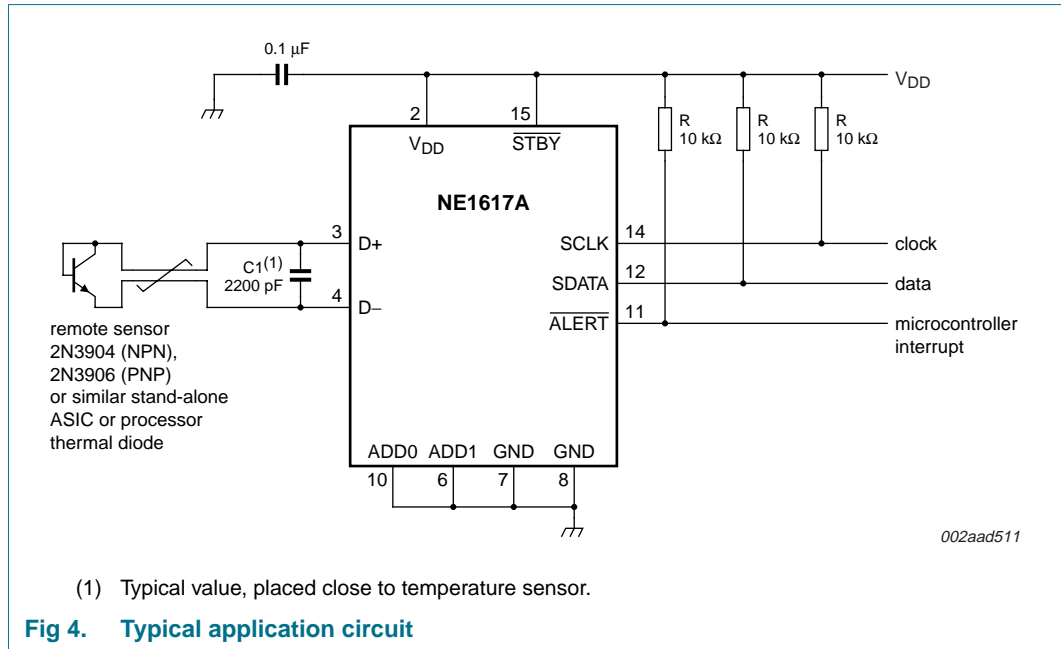 0.1 μF
VDD
2
15
R
10 kΩ
R
10 kΩ
R
10 kΩ
VDD
STBY
NE1617A
3
D+
C1(1)
2200 pF
4
D−
SCLK
14
clock
SDATA
12
data
ALERT
11
microcontroller
interrupt
remote sensor
2N3904 (NPN),
2N3906 (PNP)
or similar stand-alone
ASIC or processor
thermal diode
ADD0
ADD1
GND
GND
10
6
7
8
002aad511
(1) Typical value, placed close to temperature sensor.
Fig 4. Typical application circuit